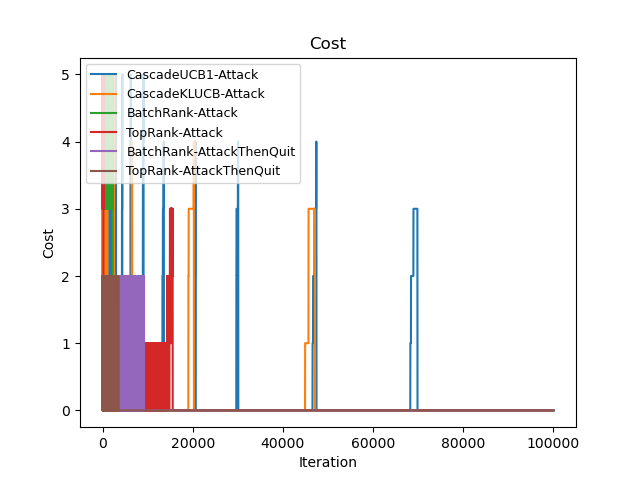 Cost
5
4
3
2
1
0
Cost
CascadeUCB1-Attack
CascadeKLUCB-Attack
BatchRank-Attack
TopRank-Attack
BatchRank-AttackThenQuit
TopRank-AttackThenQuit
0 20000 40000 60000 80000 100000
Iteration